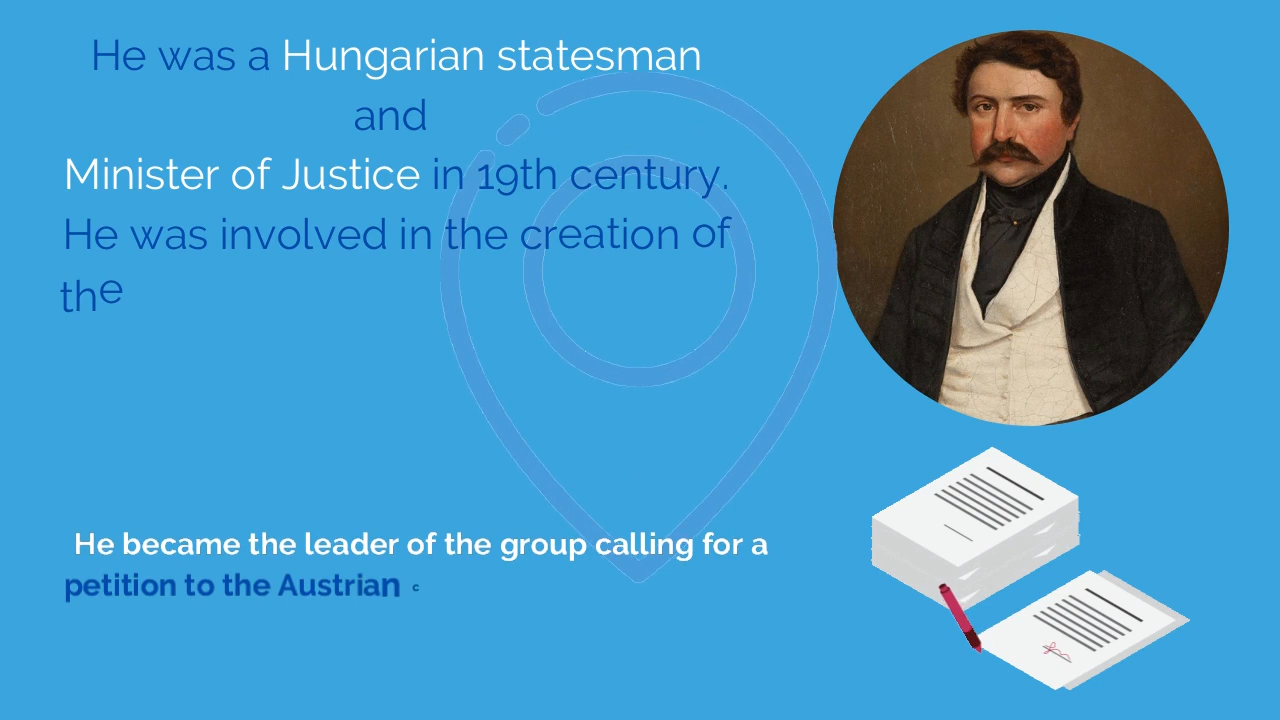 He was a Hungarian statesman
and
Minister of Justice in 19th century.
He was involved in the creation of
the
He became the leader of the group calling for a
petition to the Austrian c